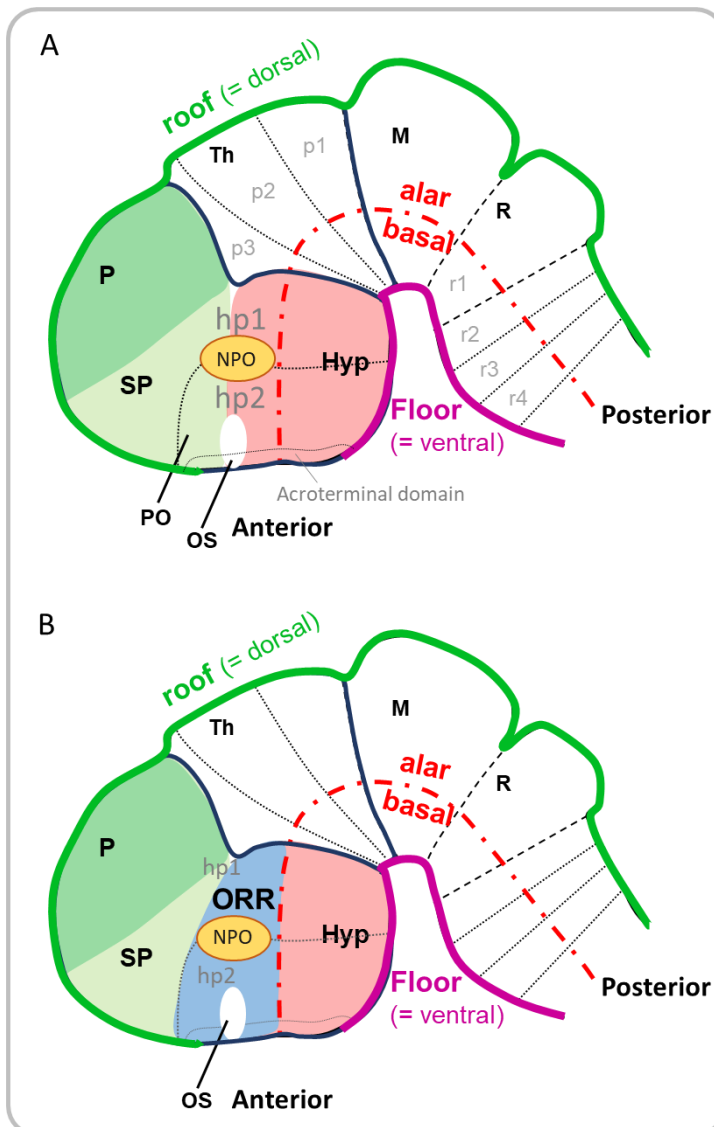 A
roof (= dorsal)
Th
p1
M
p2
alar
basal
R
p3
P
r1
hp1
r2
NPO
Hyp
r3
SP
hp2
r4
Floor
(= ventral)
Posterior
Acroterminal domain
PO
OS
Anterior
B
roof (= dorsal)
Th
M
alar
basal
R
P
hp1
ORR
NPO
Hyp
SP
hp2
Floor
(= ventral)
Posterior
OS
Anterior